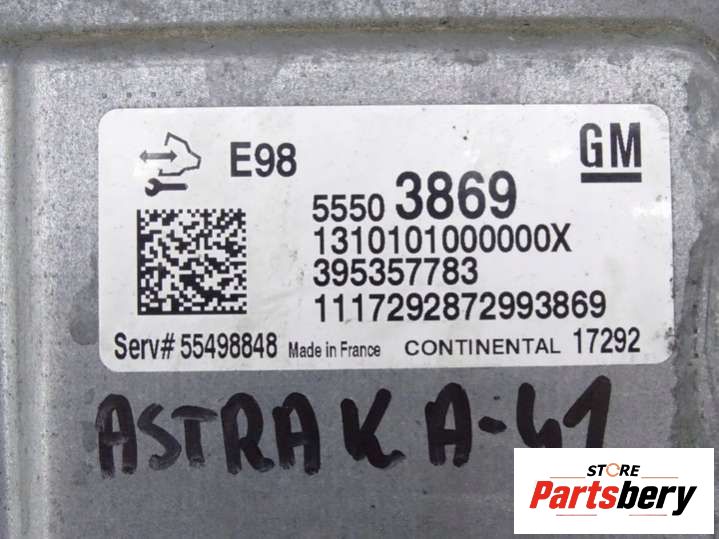 E98
GM
5550 3869
1310101000000X
395357783
1117292872993869
Serv# 55498848 Made in France CONTINENTAL 17292
ASTRA K A-41
STORE
Partsbery